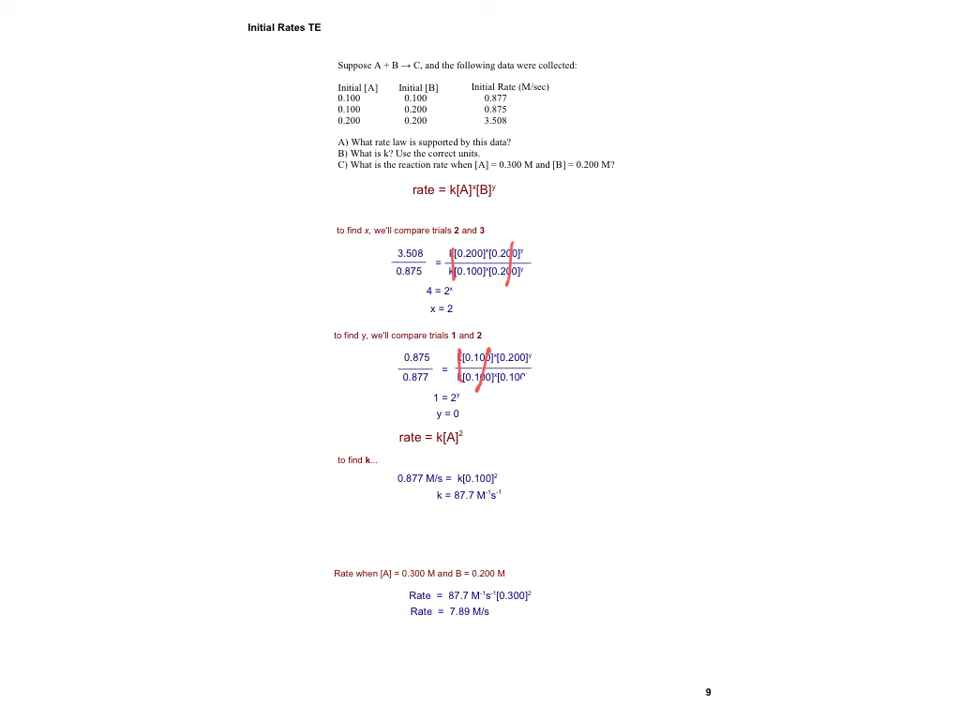 Initial Rates TE
Suppose A + B → C, and the following data were collected:
Initial [A] Initial [B] Initial Rate (M/sec)
0.100 0.100 0.877
0.100 0.200 0.875
0.200 0.200 3.508
A) What rate law is supported by this data?
B) What is k? Use the correct units.
C) What is the reaction rate when [A] = 0.300 M and [B] = 0.200 M?
rate = k[A]ˣ[B]ʸ
to find x, we'll compare trials 2 and 3
3.508 = k[0.200]ˣ[0.200]ʸ
0.875 k[0.100]ˣ[0.200]ʸ
4 = 2ˣ
x = 2
to find y, we'll compare trials 1 and 2
0.875 = k[0.100]ˣ[0.200]ʸ
0.877 k[0.100]ˣ[0.100]
1 = 2ʸ
y = 0
rate = k[A]²
to find k...
0.877 M/s = k[0.100]²
k = 87.7 M⁻¹s⁻¹
Rate when [A] = 0.300 M and B = 0.200 M
Rate = 87.7 M⁻¹s⁻¹[0.300]²
Rate = 7.89 M/s
9